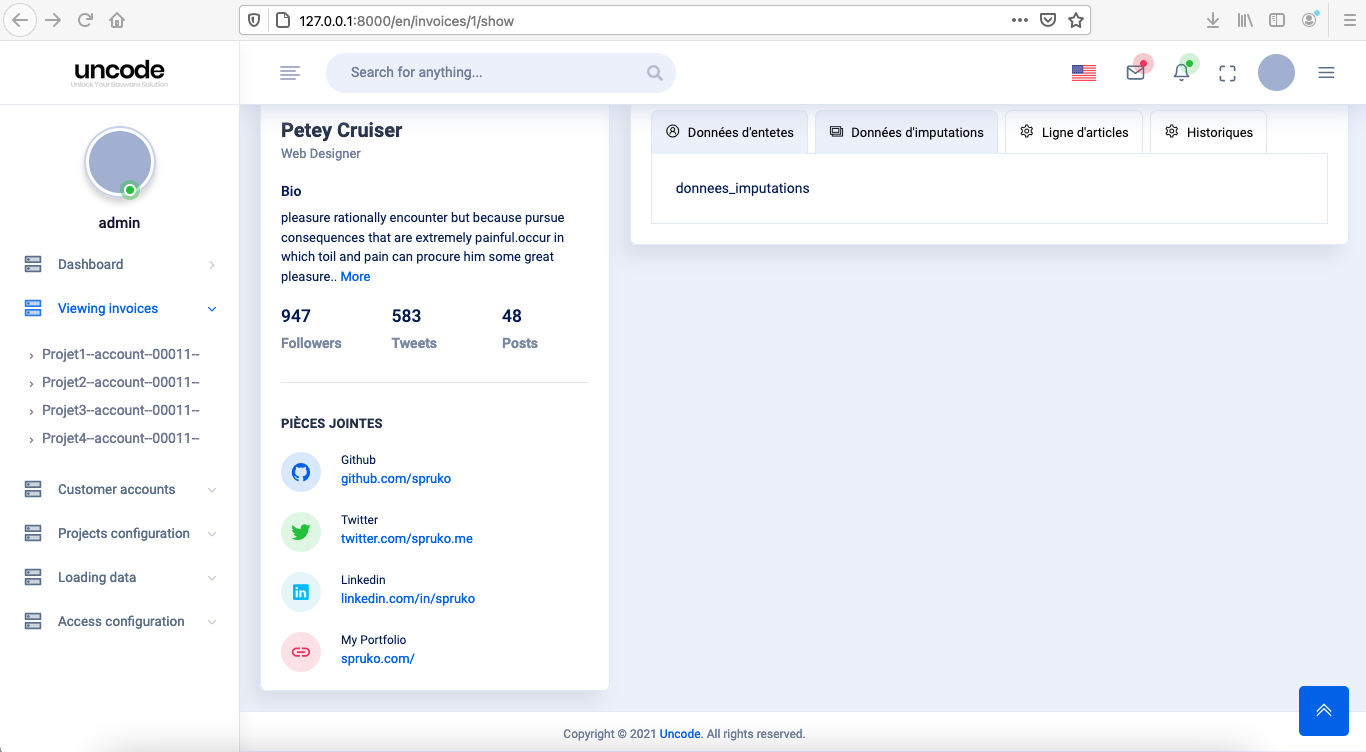 127.0.0.1:8000/en/invoices/1/show
uncode
Unlock Your Bassware Solution
Search for anything...
admin
Dashboard
Viewing invoices
Projet1--account--00011--
Projet2--account--00011--
Projet3--account--00011--
Projet4--account--00011--
Customer accounts
Projects configuration
Loading data
Access configuration
Petey Cruiser
Web Designer
Bio
pleasure rationally encounter but because pursue
consequences that are extremely painful.occur in
which toil and pain can procure him some great
pleasure.. More
947 583 48
Followers Tweets Posts
PIÈCES JOINTES
Github
github.com/spruko
Twitter
twitter.com/spruko.me
Linkedin
linkedin.com/in/spruko
My Portfolio
spruko.com/
Données d'entetes Données d'imputations Ligne d'articles Historiques
donnees_imputations
Copyright © 2021 Uncode. All rights reserved.